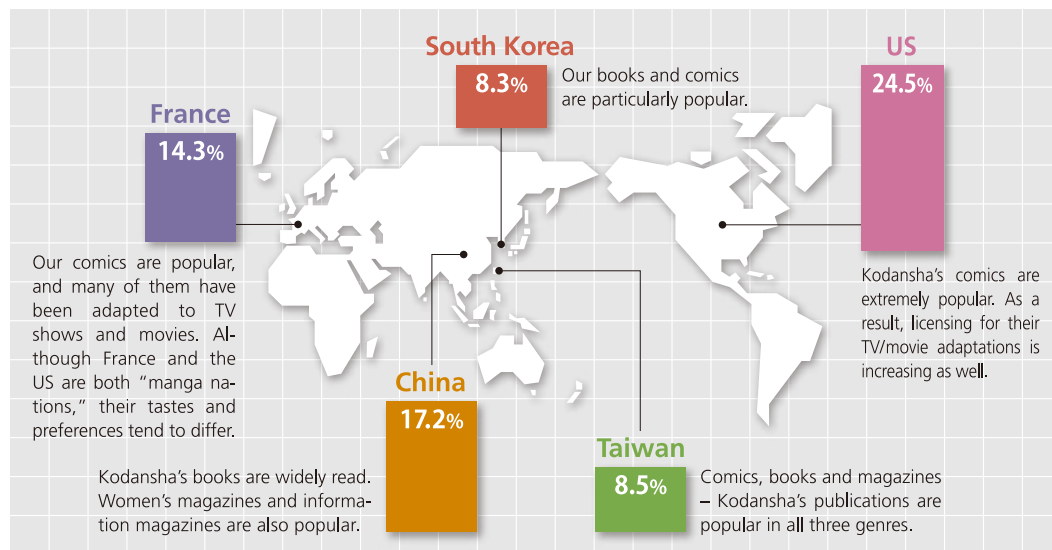 South Korea
8.3%
Our books and comics
are particularly popular.
US
24.5%
Kodansha's comics are
extremely popular. As a
result, licensing for their
TV/movie adaptations is
increasing as well.
France
14.3%
Our comics are popular,
and many of them have
been adapted to TV
shows and movies. Al-
though France and the
US are both “manga na-
tions,” their tastes and
preferences tend to differ.
China
17.2%
Kodansha's books are widely read.
Women's magazines and informa-
tion magazines are also popular.
Taiwan
8.5%
Comics, books and magazines
– Kodansha's publications are
popular in all three genres.